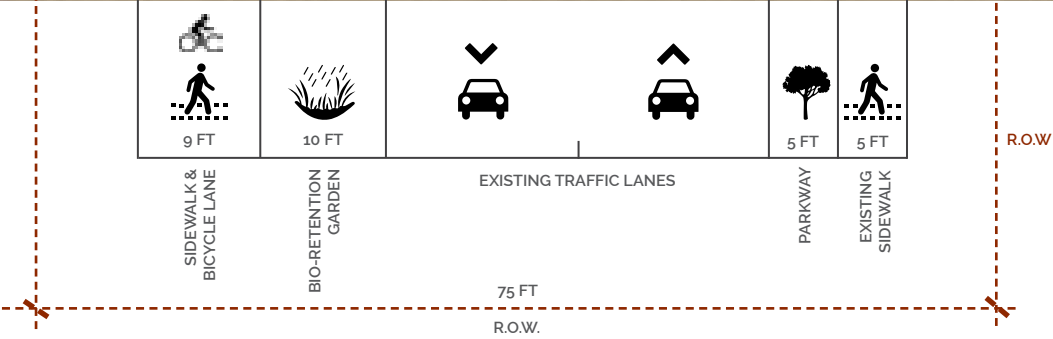 9 FT
10 FT
5 FT
5 FT
R.O.W
SIDEWALK &
BICYCLE LANE
BIO-RETENTION
GARDEN
EXISTING TRAFFIC LANES
PARKWAY
EXISTING
SIDEWALK
75 FT
R.O.W.